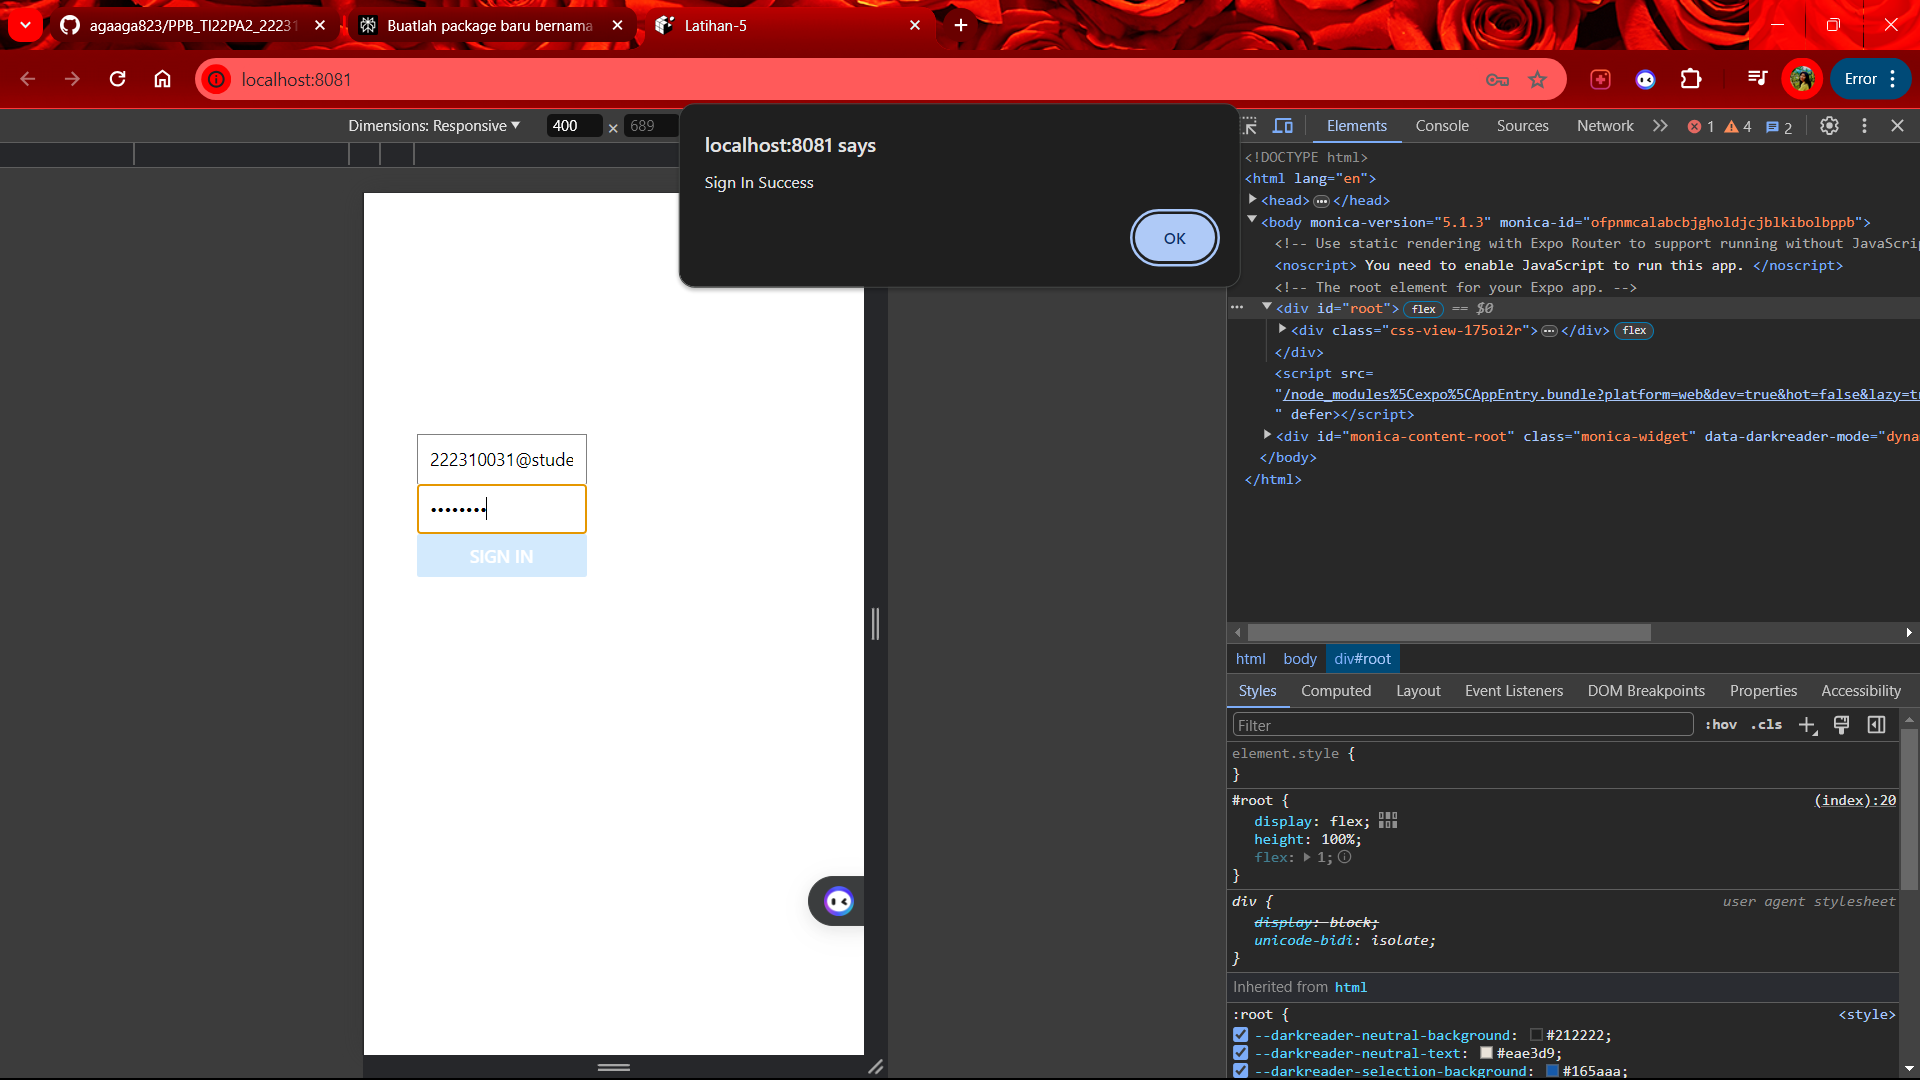 agaaga823/PPB_TI22PA2_22231
Buatlah package baru bernama
Latihan-5
localhost:8081
Error
Dimensions: Responsive
400 × 689
localhost:8081 says
Sign In Success
OK
222310031@stude
••••••••
SIGN IN
Elements Console Sources Network 1 4 2
<!DOCTYPE html>
<html lang="en">
<head> ••• </head>
<body monica-version="5.1.3" monica-id="ofpnmcalabcbjgholdjcjblkibolbppb">
<!-- Use static rendering with Expo Router to support running without JavaScri
<noscript> You need to enable JavaScript to run this app. </noscript>
<!-- The root element for your Expo app. -->
••• <div id="root"> flex == $0
<div class="css-view-175oi2r"> ••• </div> flex
</div>
<script src=
"/node_modules%5Cexpo%5CAppEntry.bundle?platform=web&dev=true&hot=false&lazy=t
" defer></script>
<div id="monica-content-root" class="monica-widget" data-darkreader-mode="dyna
</body>
</html>
html body div#root
Styles Computed Layout Event Listeners DOM Breakpoints Properties Accessibility
Filter :hov .cls
element.style {
}
#root { (index):20
display: flex;
height: 100%;
flex: 1;
}
div { user agent stylesheet
display: block;
unicode-bidi: isolate;
}
Inherited from html
:root { <style>
--darkreader-neutral-background: #212222;
--darkreader-neutral-text: #eae3d9;
--darkreader-selection-background: #165aaa;